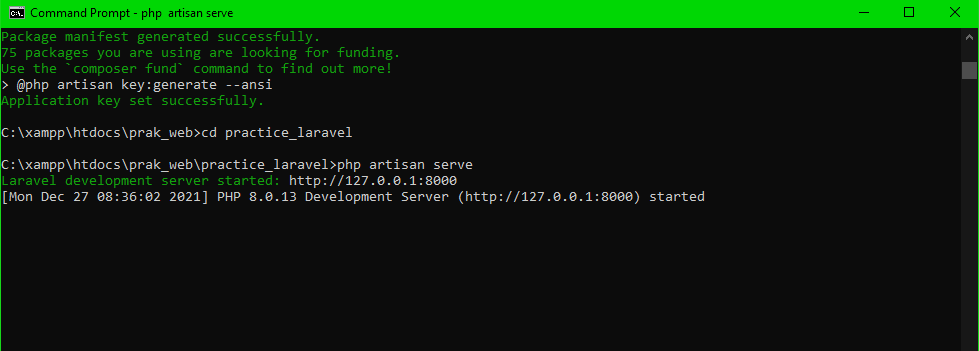 Command Prompt - php  artisan serve
Package manifest generated successfully.
75 packages you are using are looking for funding.
Use the `composer fund` command to find out more!
> @php artisan key:generate --ansi
Application key set successfully.
C:\xampp\htdocs\prak_web>cd practice_laravel
C:\xampp\htdocs\prak_web\practice_laravel>php artisan serve
Laravel development server started: http://127.0.0.1:8000
[Mon Dec 27 08:36:02 2021] PHP 8.0.13 Development Server (http://127.0.0.1:8000) started